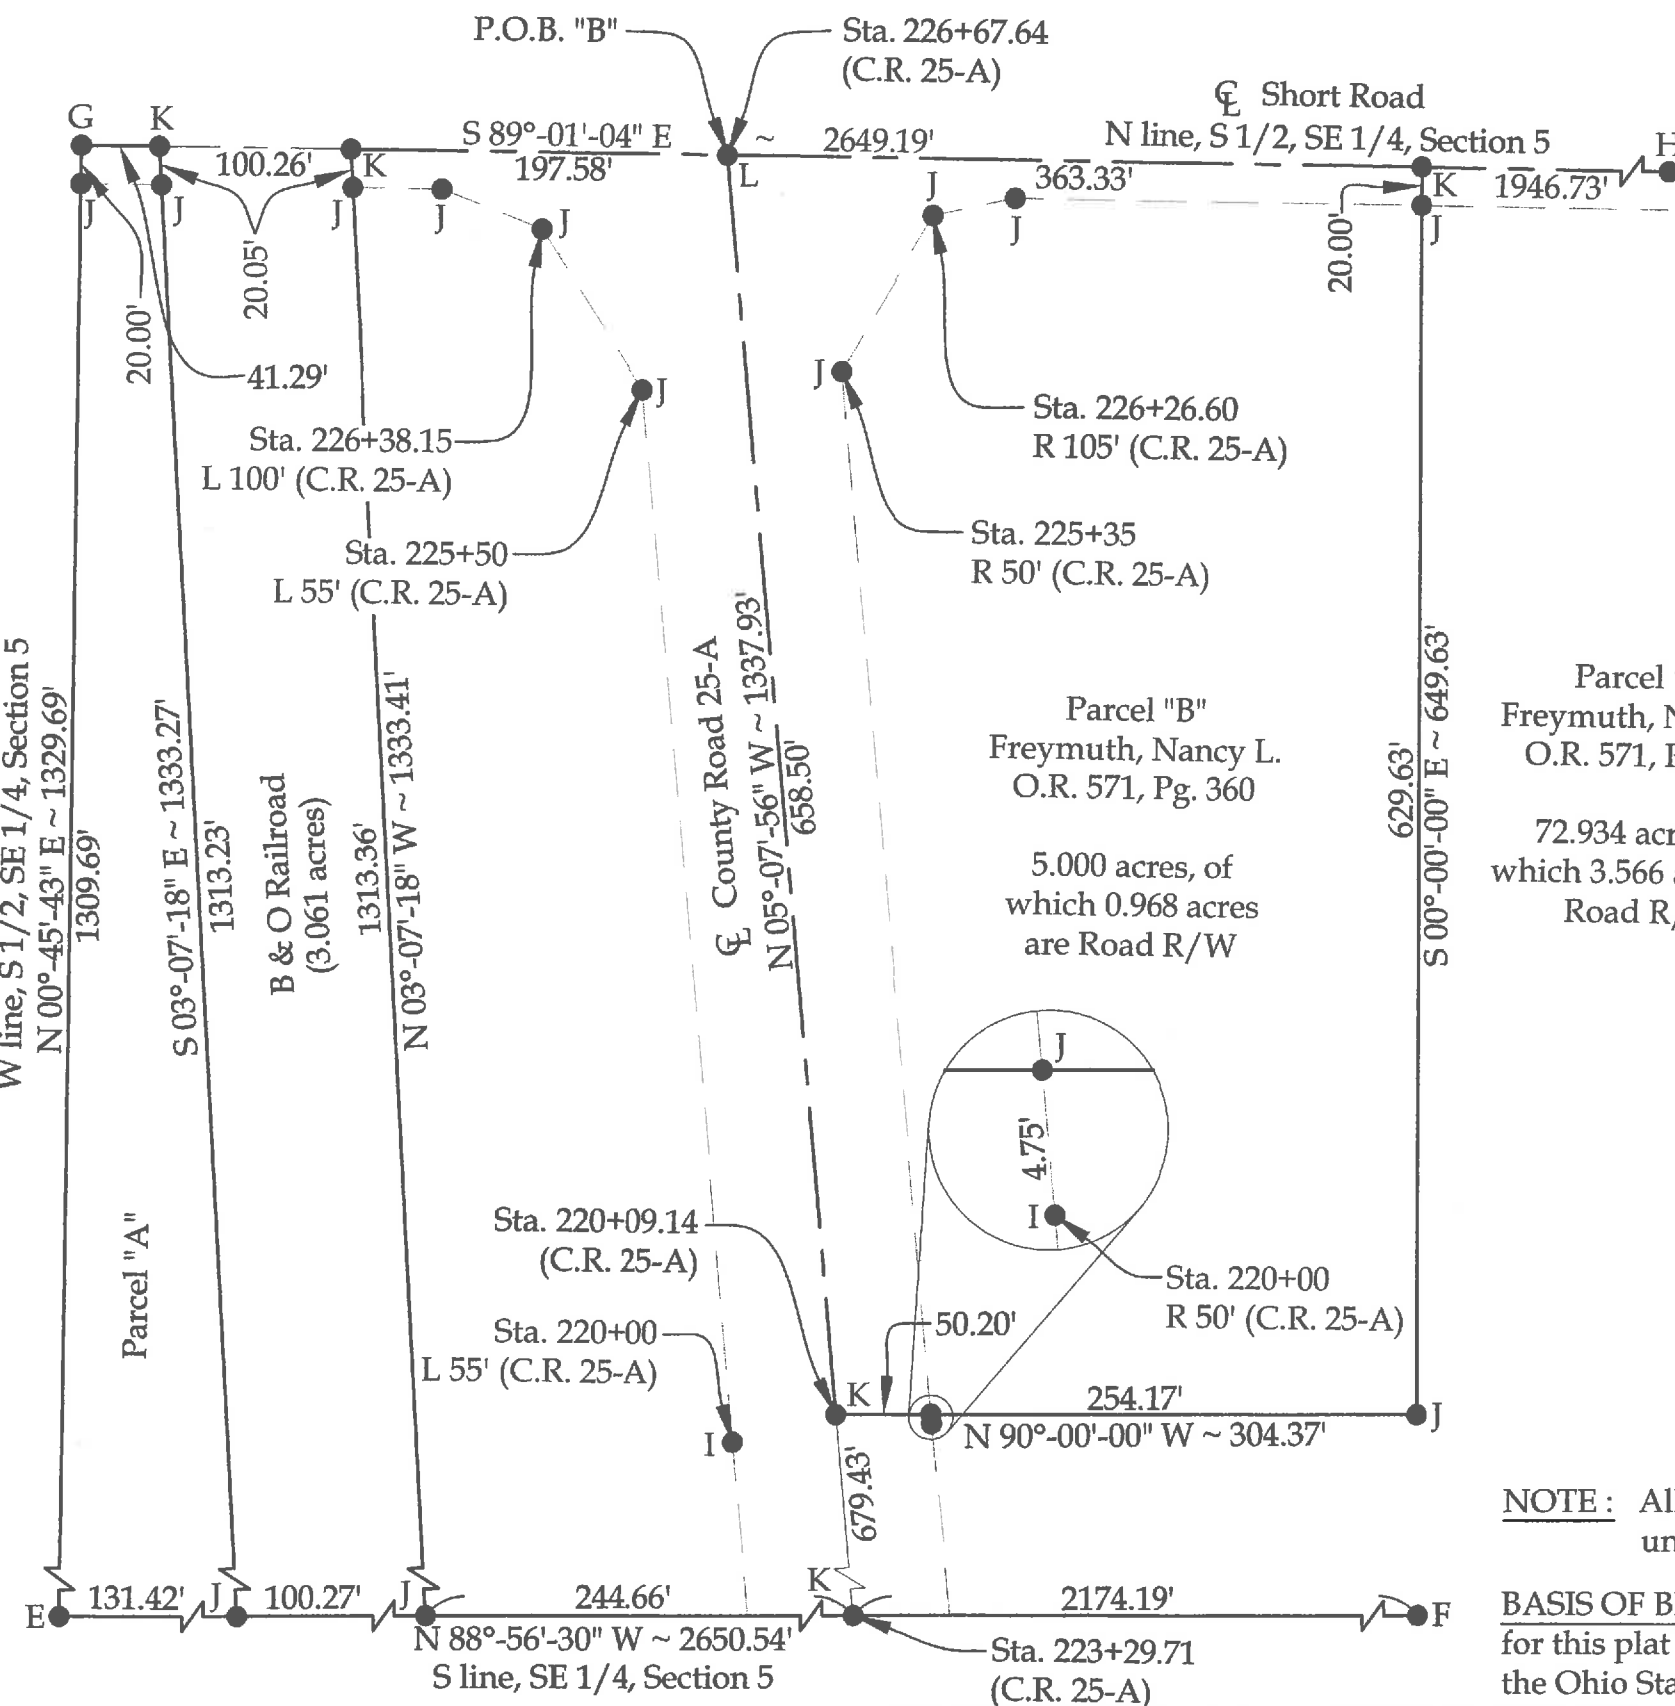 P.O.B. "B"
Sta. 226+67.64
(C.R. 25-A)
℄ Short Road
N line, S 1/2, SE 1/4, Section 5
G
K
S 89°-01'-04" E
~
2649.19'
H
100.26'
K
197.58'
L
363.33'
K
1946.73'
J
J
J
J
J
J
J
J
20.00'
20.05'
20.00'
41.29'
J
J
Sta. 226+38.15
L 100' (C.R. 25-A)
Sta. 226+26.60
R 105' (C.R. 25-A)
Sta. 225+50
L 55' (C.R. 25-A)
Sta. 225+35
R 50' (C.R. 25-A)
W line, S 1/2, SE 1/4, Section 5
N 00°-45'-43" E ~ 1329.69'
1309.69'
S 03°-07'-18" E ~ 1333.27'
1313.23'
B & O Railroad
(3.061 acres)
1313.36'
N 03°-07'-18" W ~ 1333.41'
℄ County Road 25-A
N 05°-07'-56" W ~ 1337.93'
658.50'
Parcel "B"
Freymuth, Nancy L.
O.R. 571, Pg. 360
5.000 acres, of
which 0.968 acres
are Road R/W
629.63'
S 00°-00'-00" E ~ 649.63'
Parcel
Freymuth, N
O.R. 571, P
72.934 acr
which 3.566
Road R/
J
4.75'
I
Sta. 220+00
R 50' (C.R. 25-A)
Parcel "A"
Sta. 220+09.14
(C.R. 25-A)
Sta. 220+00
L 55' (C.R. 25-A)
50.20'
K
254.17'
J
N 90°-00'-00" W ~ 304.37'
I
679.43'
NOTE : Al
un
E
131.42'
J
100.27'
J
244.66'
K
2174.19'
F
N 88°-56'-30" W ~ 2650.54'
S line, SE 1/4, Section 5
Sta. 223+29.71
(C.R. 25-A)
BASIS OF B
for this plat
the Ohio Sta